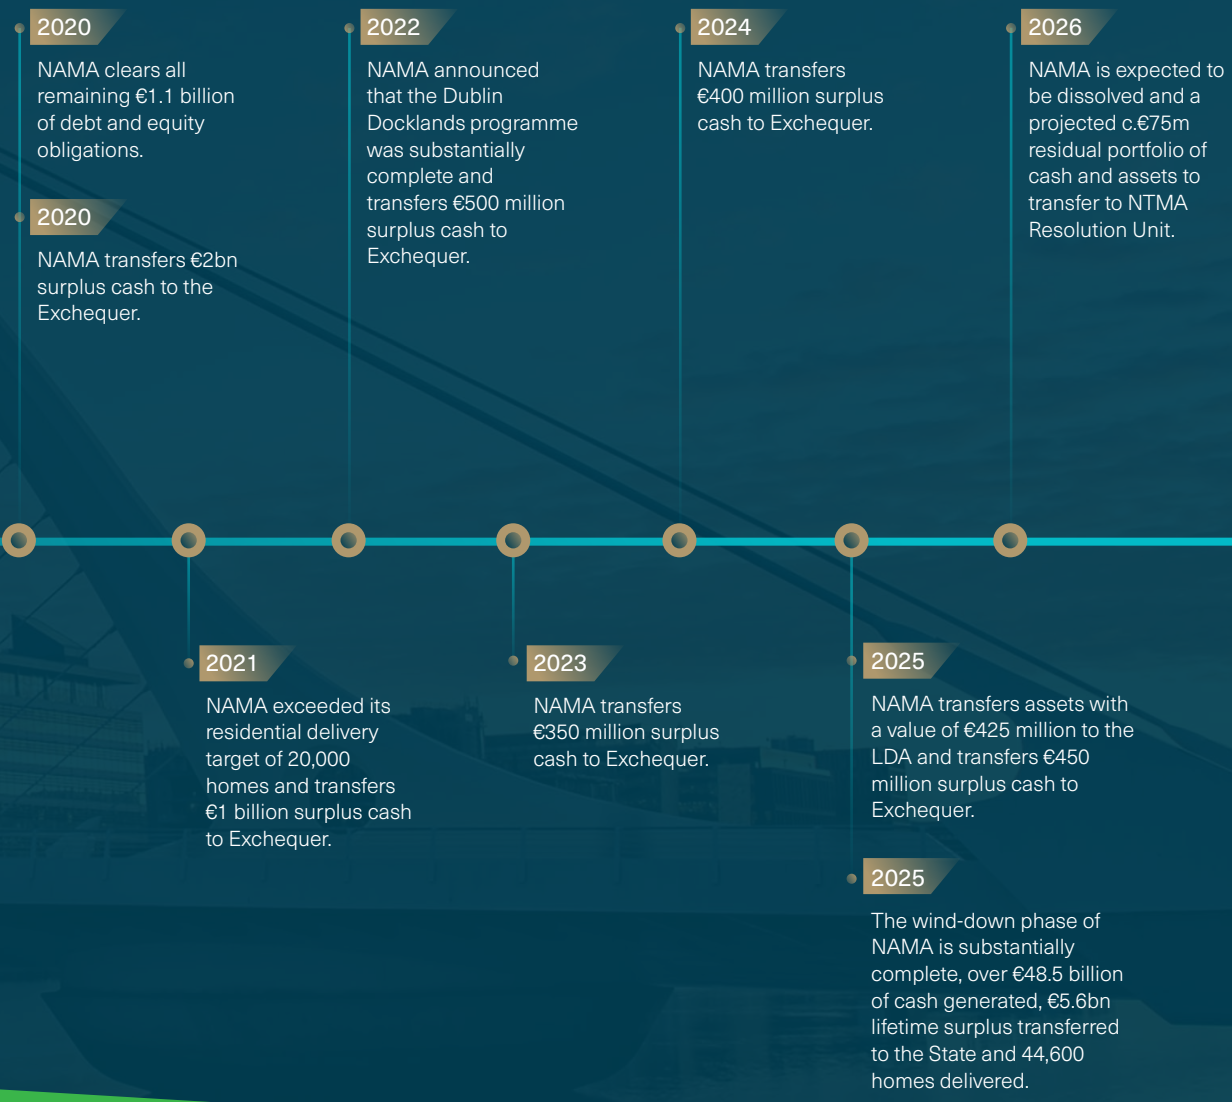 2020
NAMA clears all
remaining €1.1 billion
of debt and equity
obligations.
2020
NAMA transfers €2bn
surplus cash to the
Exchequer.
2022
NAMA announced
that the Dublin
Docklands programme
was substantially
complete and
transfers €500 million
surplus cash to
Exchequer.
2024
NAMA transfers
€400 million surplus
cash to Exchequer.
2026
NAMA is expected to
be dissolved and a
projected c.€75m
residual portfolio of
cash and assets to
transfer to NTMA
Resolution Unit.
2021
NAMA exceeded its
residential delivery
target of 20,000
homes and transfers
€1 billion surplus cash
to Exchequer.
2023
NAMA transfers
€350 million surplus
cash to Exchequer.
2025
NAMA transfers assets with
a value of €425 million to the
LDA and transfers €450
million surplus cash to
Exchequer.
2025
The wind-down phase of
NAMA is substantially
complete, over €48.5 billion
of cash generated, €5.6bn
lifetime surplus transferred
to the State and 44,600
homes delivered.